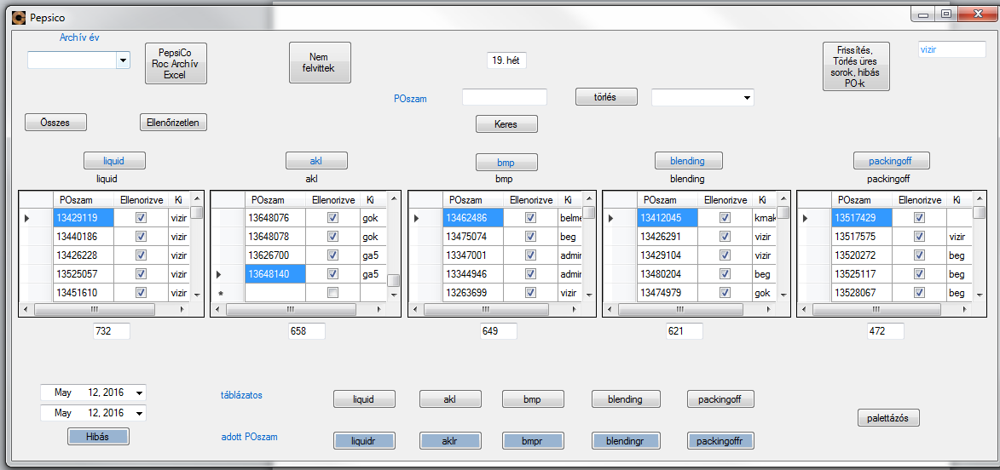 Pepsico
Archív év
PepsiCo
Roc Archív
Excel
Nem
felvittek
19. hét
Frissítés,
Törlés üres
sorok, hibás
PO-k
vizir
POszam
törlés
Összes
Ellenőrizetlen
Keres
liquid akl bmp blending packingoff
liquid akl bmp blending packingoff
POszam Ellenorizve Ki POszam Ellenorizve Ki POszam Ellenorizve Ki POszam Ellenorizve Ki POszam Ellenorizve Ki
13429119 vizir 13648076 gok 13462486 belme 13412045 kmak 13517429
13440186 vizir 13648078 gok 13475074 beg 13426291 vizir 13517575 vizir
13426228 vizir 13626700 ga5 13347001 admir 13429104 vizir 13520272 beg
13525057 vizir 13648140 ga5 13344946 admir 13480204 beg 13525117 beg
13451610 vizir 13263699 vizir 13474979 gok 13528067 beg
732 658 649 621 472
May 12, 2016
May 12, 2016
Hibás
táblázatos liquid akl bmp blending packingoff
adott POszam liquidr aklr bmpr blendingr packingoffr
palettázós